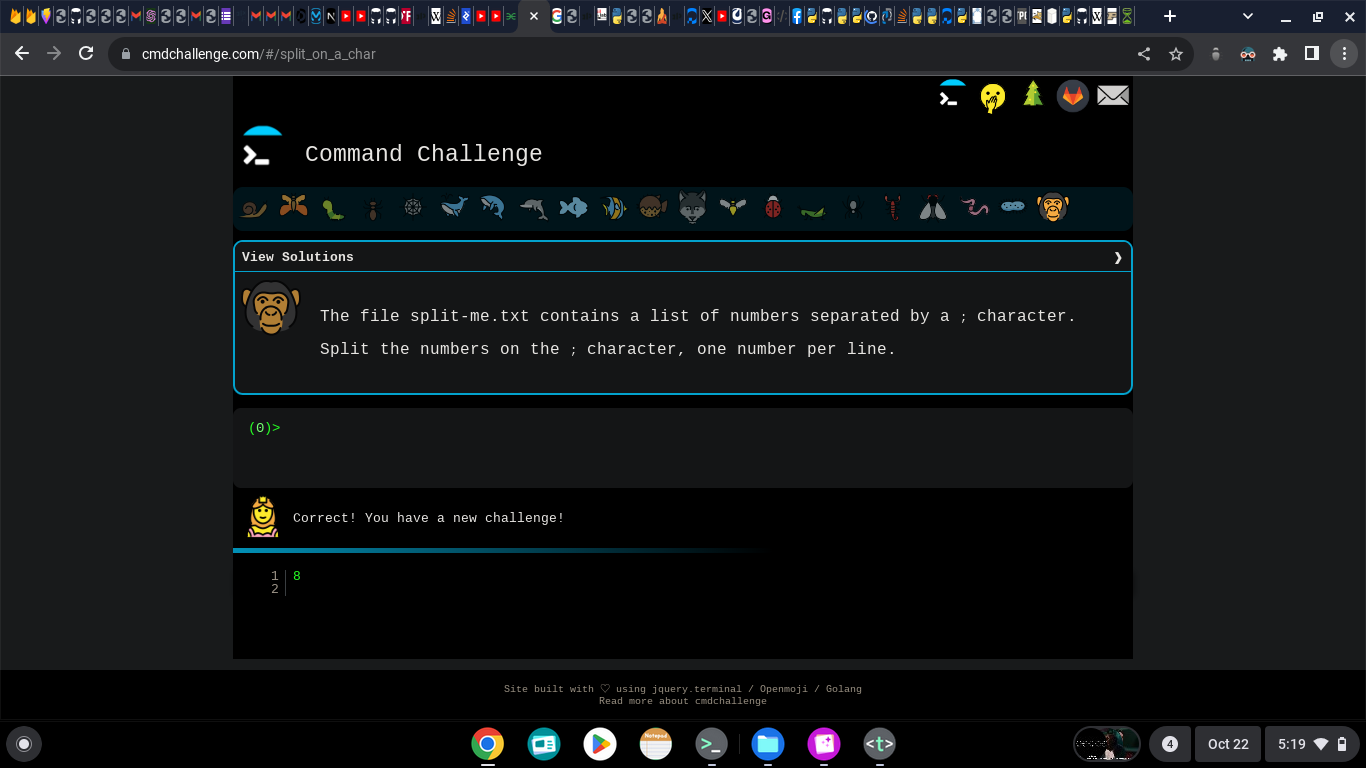 cmdchallenge.com/#/split_on_a_char
Command Challenge
View Solutions
The file split-me.txt contains a list of numbers separated by a ; character.
Split the numbers on the ; character, one number per line.
(0)>
Correct! You have a new challenge!
1 8
2
Site built with ♡ using jquery.terminal / Openmoji / Golang
Read more about cmdchallenge
Notepad
4 Oct 22 5:19